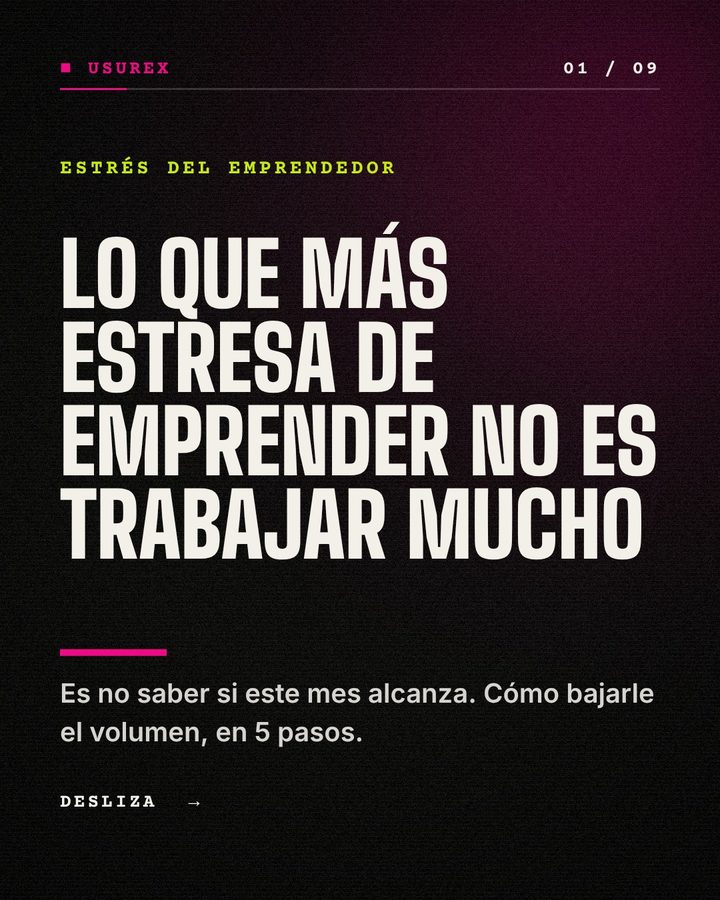 ■ USUREX
01 / 09
ESTRÉS DEL EMPRENDEDOR
LO QUE MÁS
ESTRESA DE
EMPRENDER NO ES
TRABAJAR MUCHO
Es no saber si este mes alcanza. Cómo bajarle
el volumen, en 5 pasos.
DESLIZA →